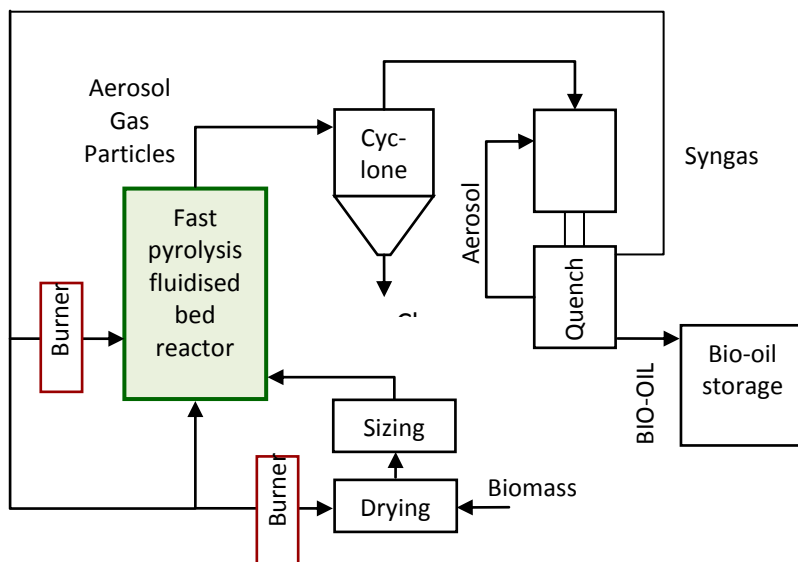 Aerosol
Gas
Particles
Cyc-
lone
Syngas
Aerosol
Fast
pyrolysis
fluidised
bed
reactor
Quench
Burner
BIO-OIL
Bio-oil
storage
Sizing
Burner
Drying
Biomass